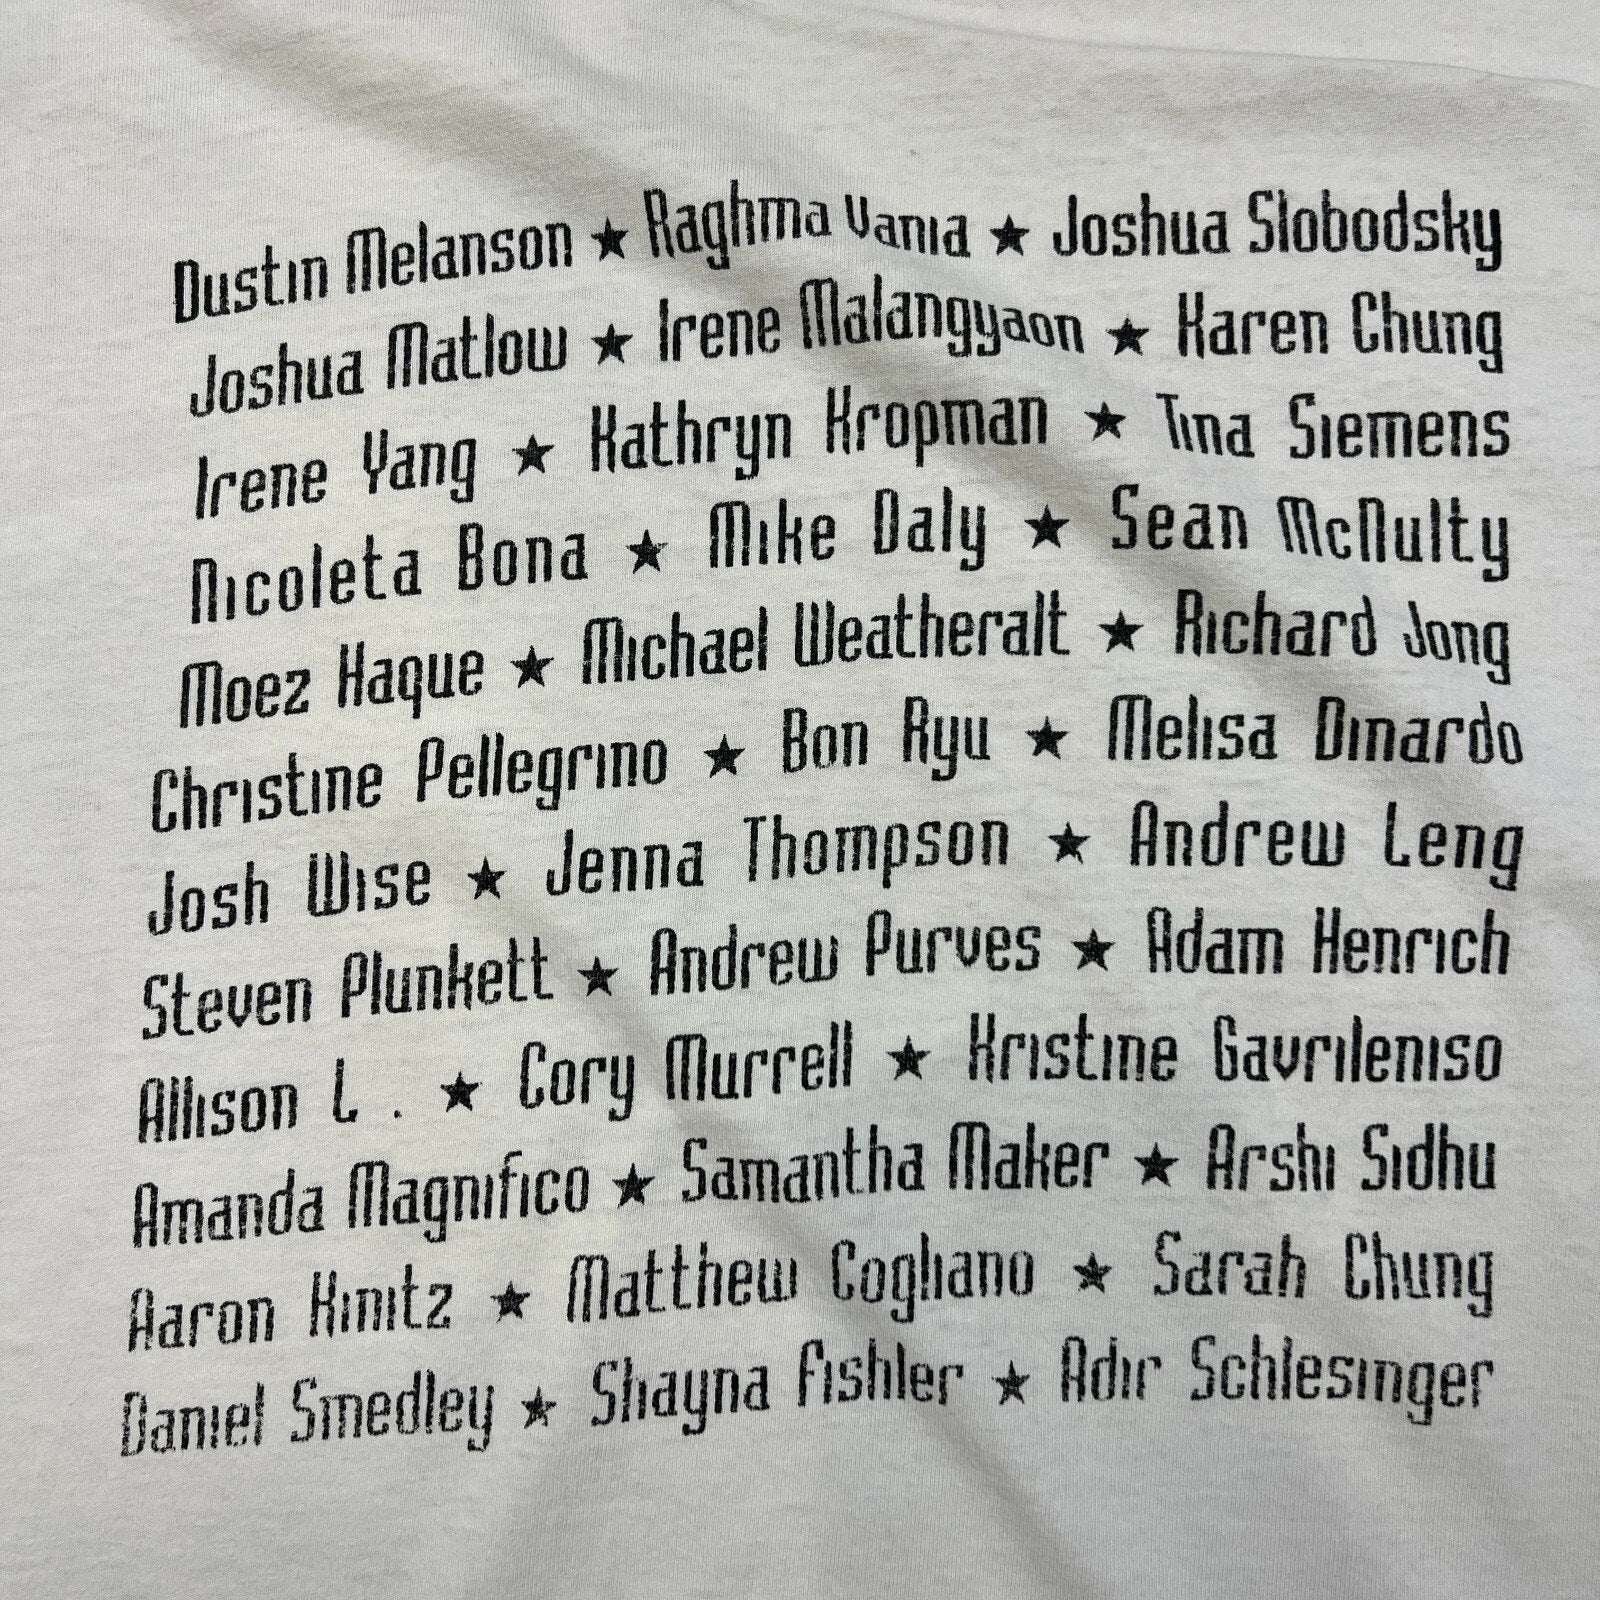 Dustin Melanson ★ Raghma Vania ★ Joshua Slobodsky
Joshua Matlow ★ Irene Malangyaon ★ Karen Chung
Irene Yang ★ Kathryn Kropman ★ Tina Siemens
Nicoleta Bona ★ Mike Daly ★ Sean McNulty
Moez Haque ★ Michael Weatheralt ★ Richard Jong
Christine Pellegrino ★ Bon Ryu ★ Melisa Dinardo
Josh Wise ★ Jenna Thompson ★ Andrew Leng
Steven Plunkett ★ Andrew Purves ★ Adam Henrich
Allison L . ★ Cory Murrell ★ Kristine Gavrileniso
Amanda Magnifico ★ Samantha Maker ★ Arshi Sidhu
Aaron Kinitz ★ Matthew Cogliano ★ Sarah Chung
Daniel Smedley ★ Shayna Fishler ★ Adir Schlesinger